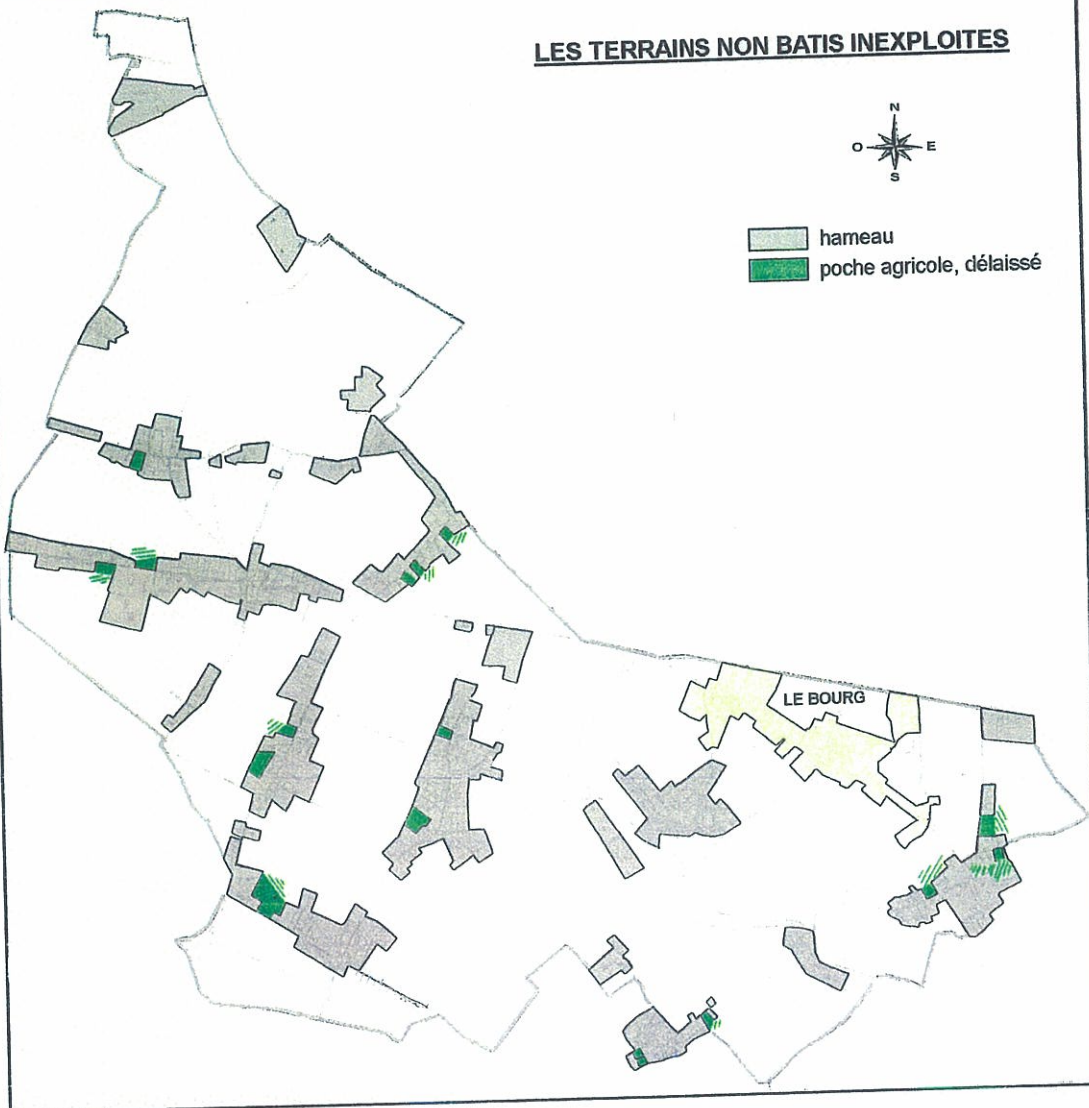 LES TERRAINS NON BATIS INEXPLOITES
N
O E
S
hameau
poche agricole, délaissé
LE BOURG